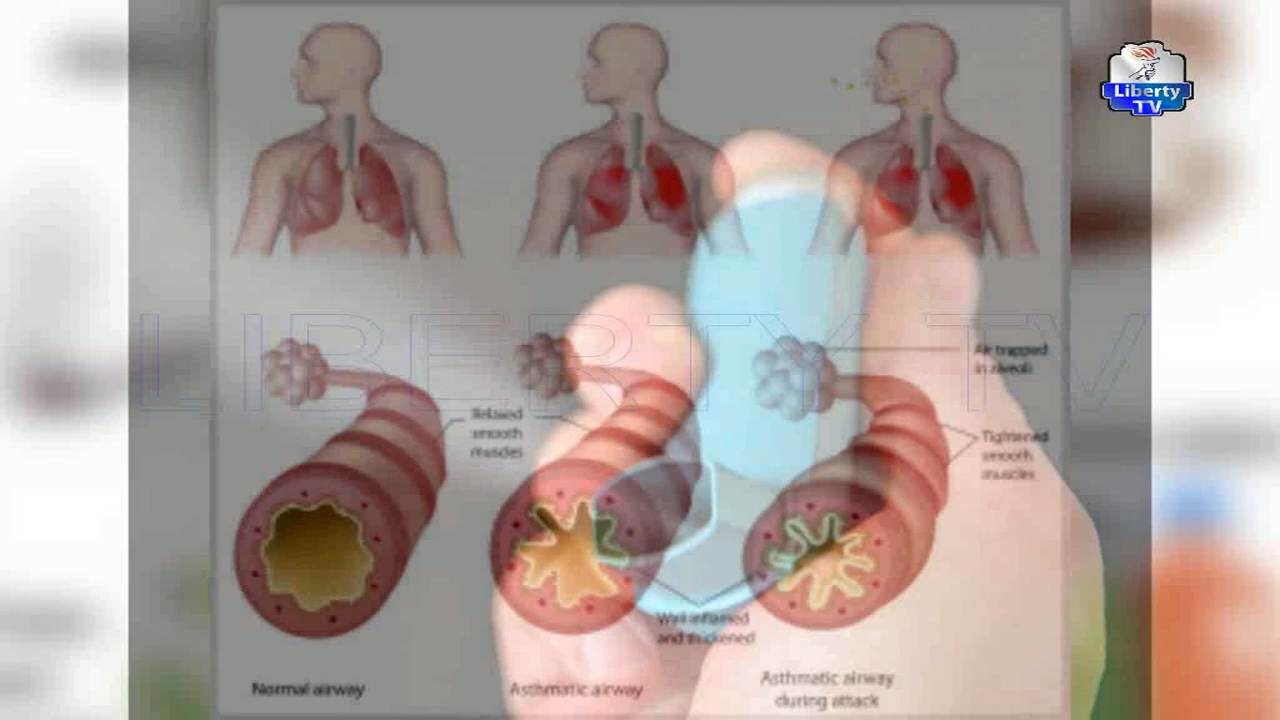 Liberty
TV
LIBERTY TV
Air trapped
in alveoli
Relaxed
smooth
muscles
Tightened
smooth
muscles
Wall inflamed
and thickened
Normal airway
Asthmatic airway
Asthmatic airway
during attack